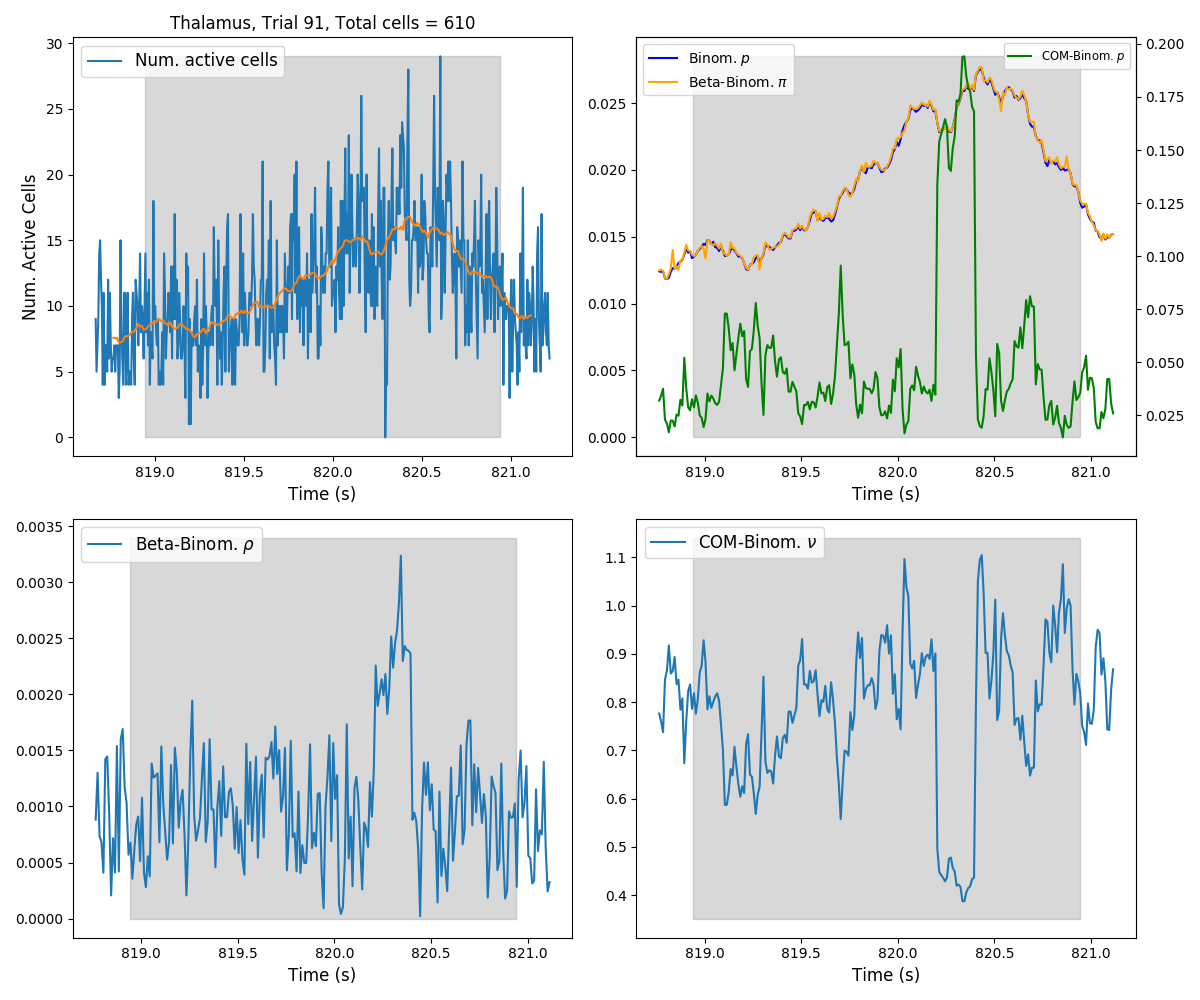 Thalamus, Trial 91, Total cells = 610
Num. active cells
Num. Active Cells
30
25
20
15
10
5
0
819.0 819.5 820.0 820.5 821.0
Time (s)
Binom. p
Beta-Binom. π
COM-Binom. p
0.025
0.020
0.015
0.010
0.005
0.000
0.200
0.175
0.150
0.125
0.100
0.075
0.050
0.025
819.0 819.5 820.0 820.5 821.0
Time (s)
Beta-Binom. ρ
0.0035
0.0030
0.0025
0.0020
0.0015
0.0010
0.0005
0.0000
819.0 819.5 820.0 820.5 821.0
Time (s)
COM-Binom. ν
1.1
1.0
0.9
0.8
0.7
0.6
0.5
0.4
819.0 819.5 820.0 820.5 821.0
Time (s)